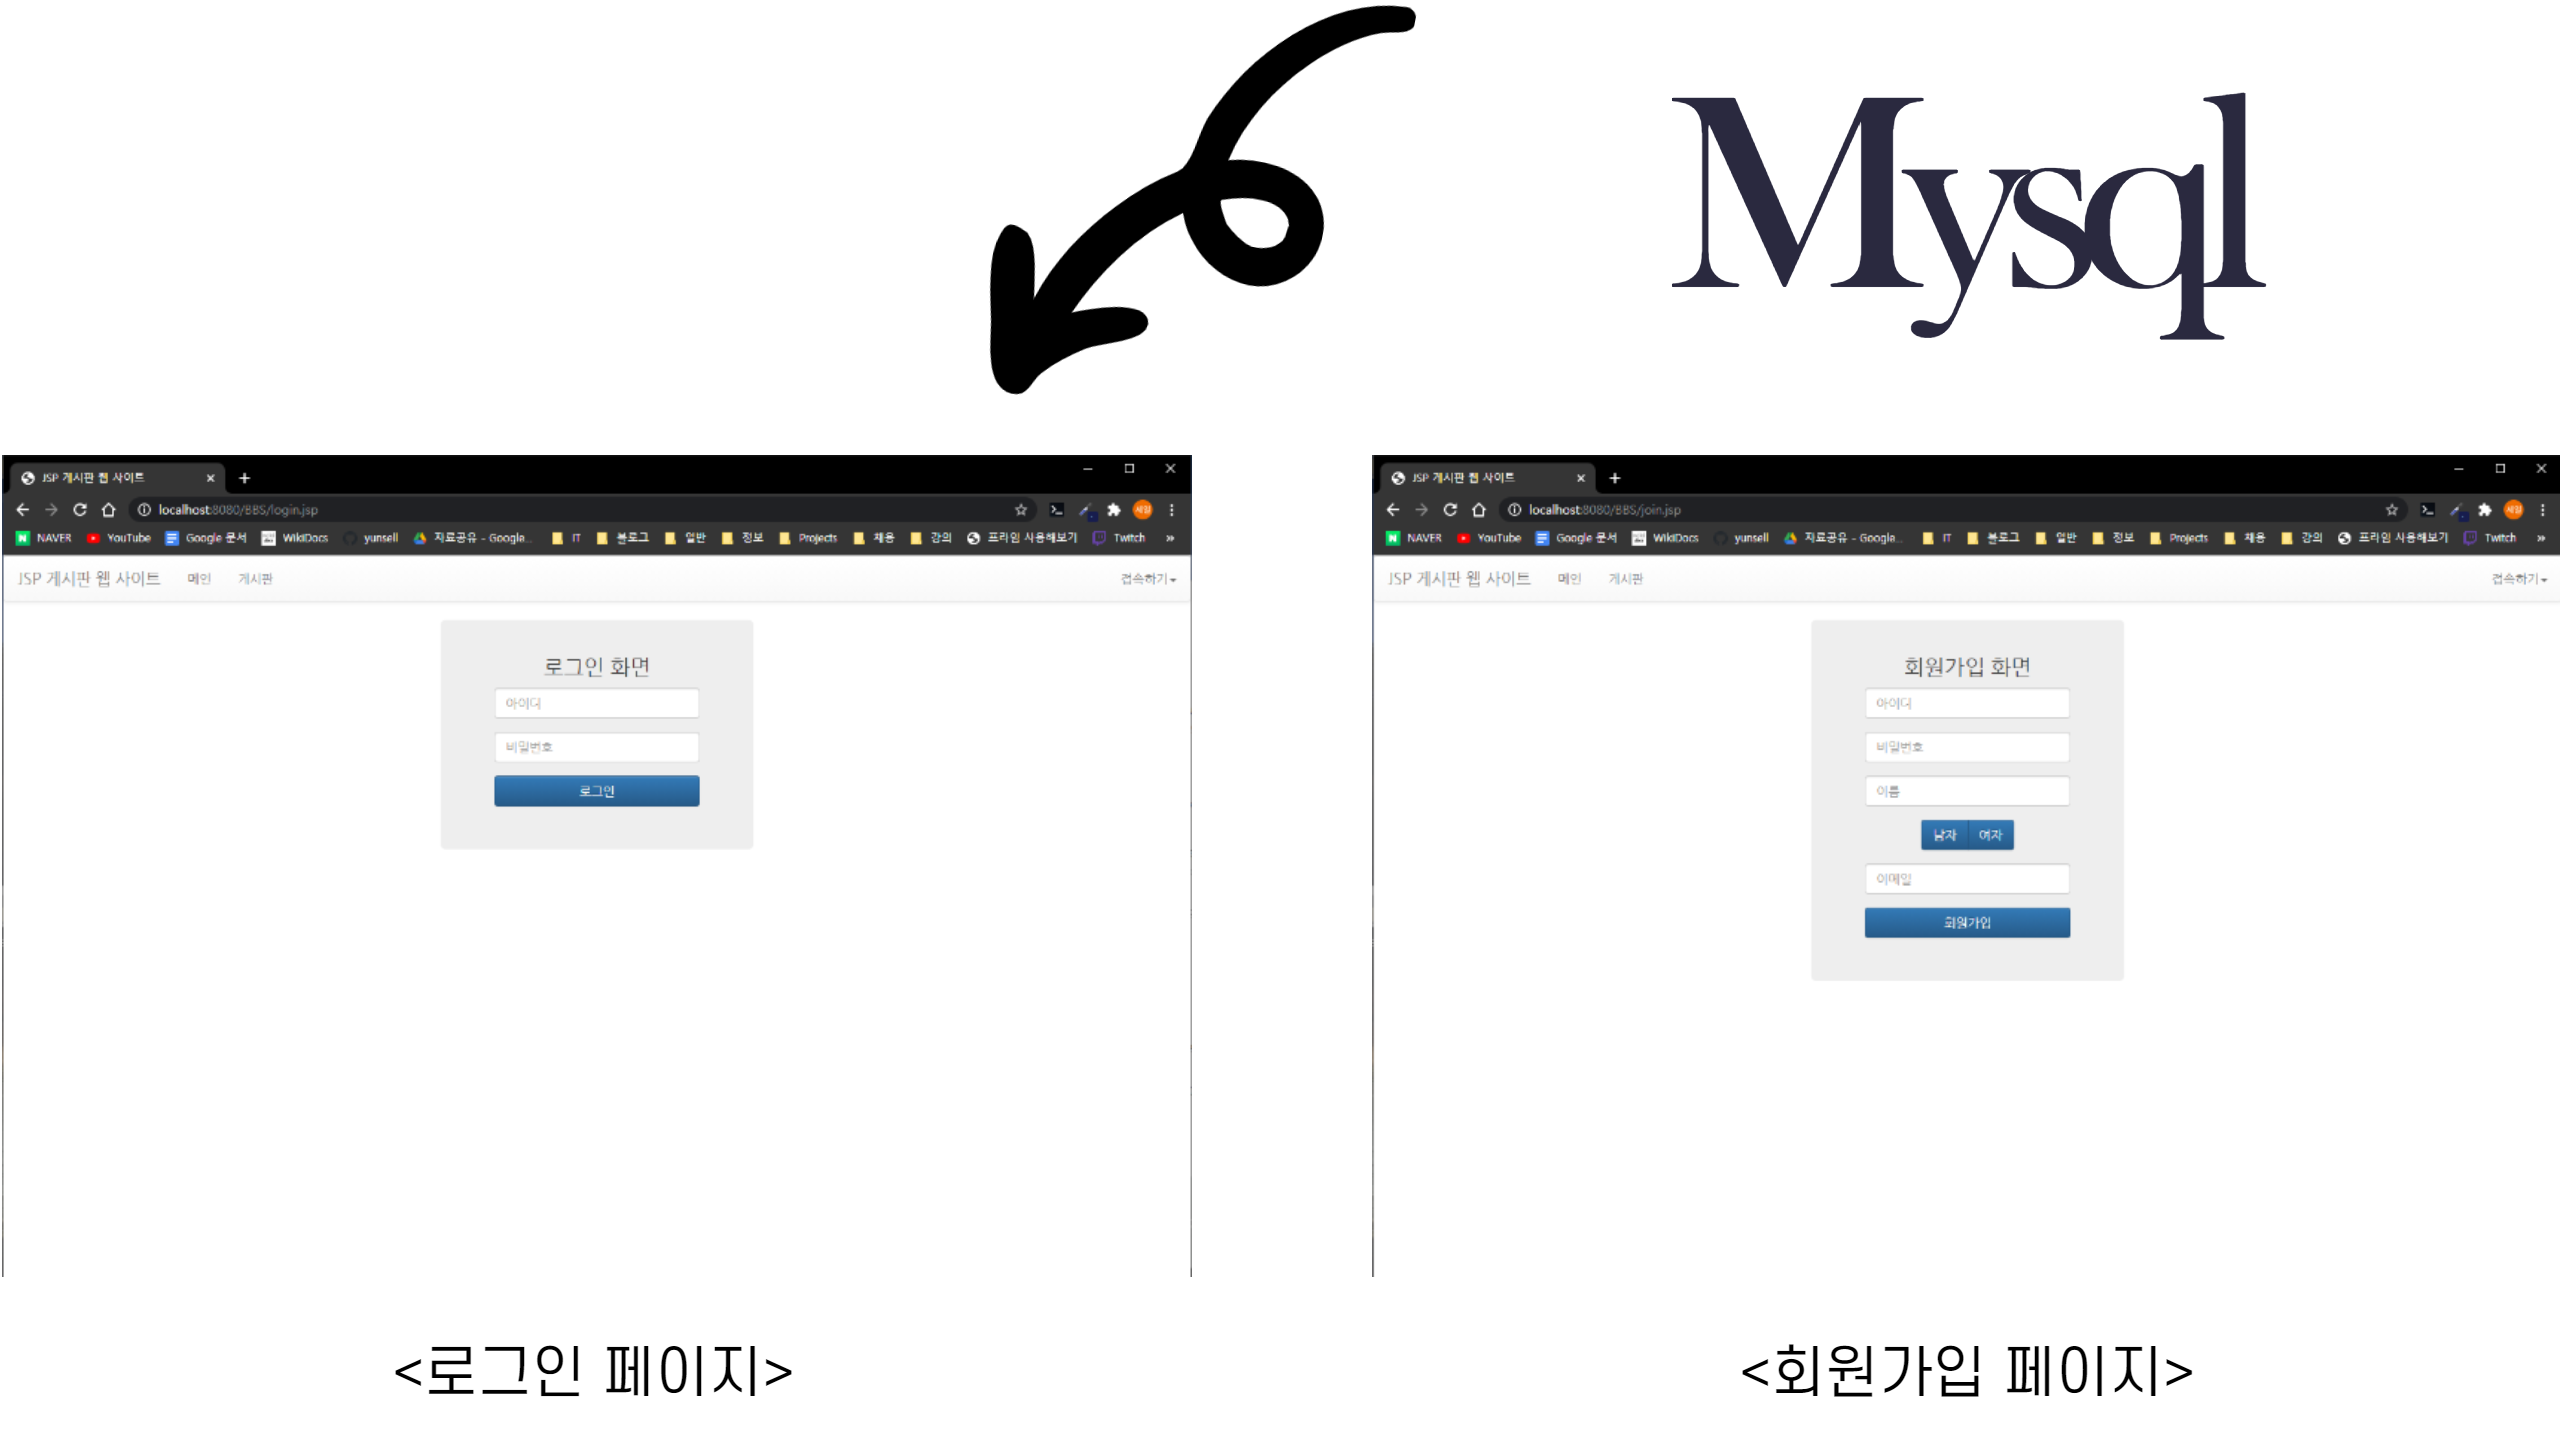 Mysql
JSP 게시판 웹 사이트
localhost:8080/BBS/login.jsp
NAVER YouTube Google 문서 WikiDocs yunsell 자료공유 - Google... IT 블로그 일반 정보 Projects 채용 강의 프라임 사용해보기 Twitch »
JSP 게시판 웹 사이트 메인 게시판 접속하기
로그인 화면
아이디
비밀번호
로그인
<로그인 페이지>
JSP 게시판 웹 사이트
localhost:8080/BBS/join.jsp
NAVER YouTube Google 문서 WikiDocs yunsell 자료공유 - Google... IT 블로그 일반 정보 Projects 채용 강의 프라임 사용해보기 Twitch »
JSP 게시판 웹 사이트 메인 게시판 접속하기
회원가입 화면
아이디
비밀번호
이름
남자 여자
이메일
회원가입
<회원가입 페이지>